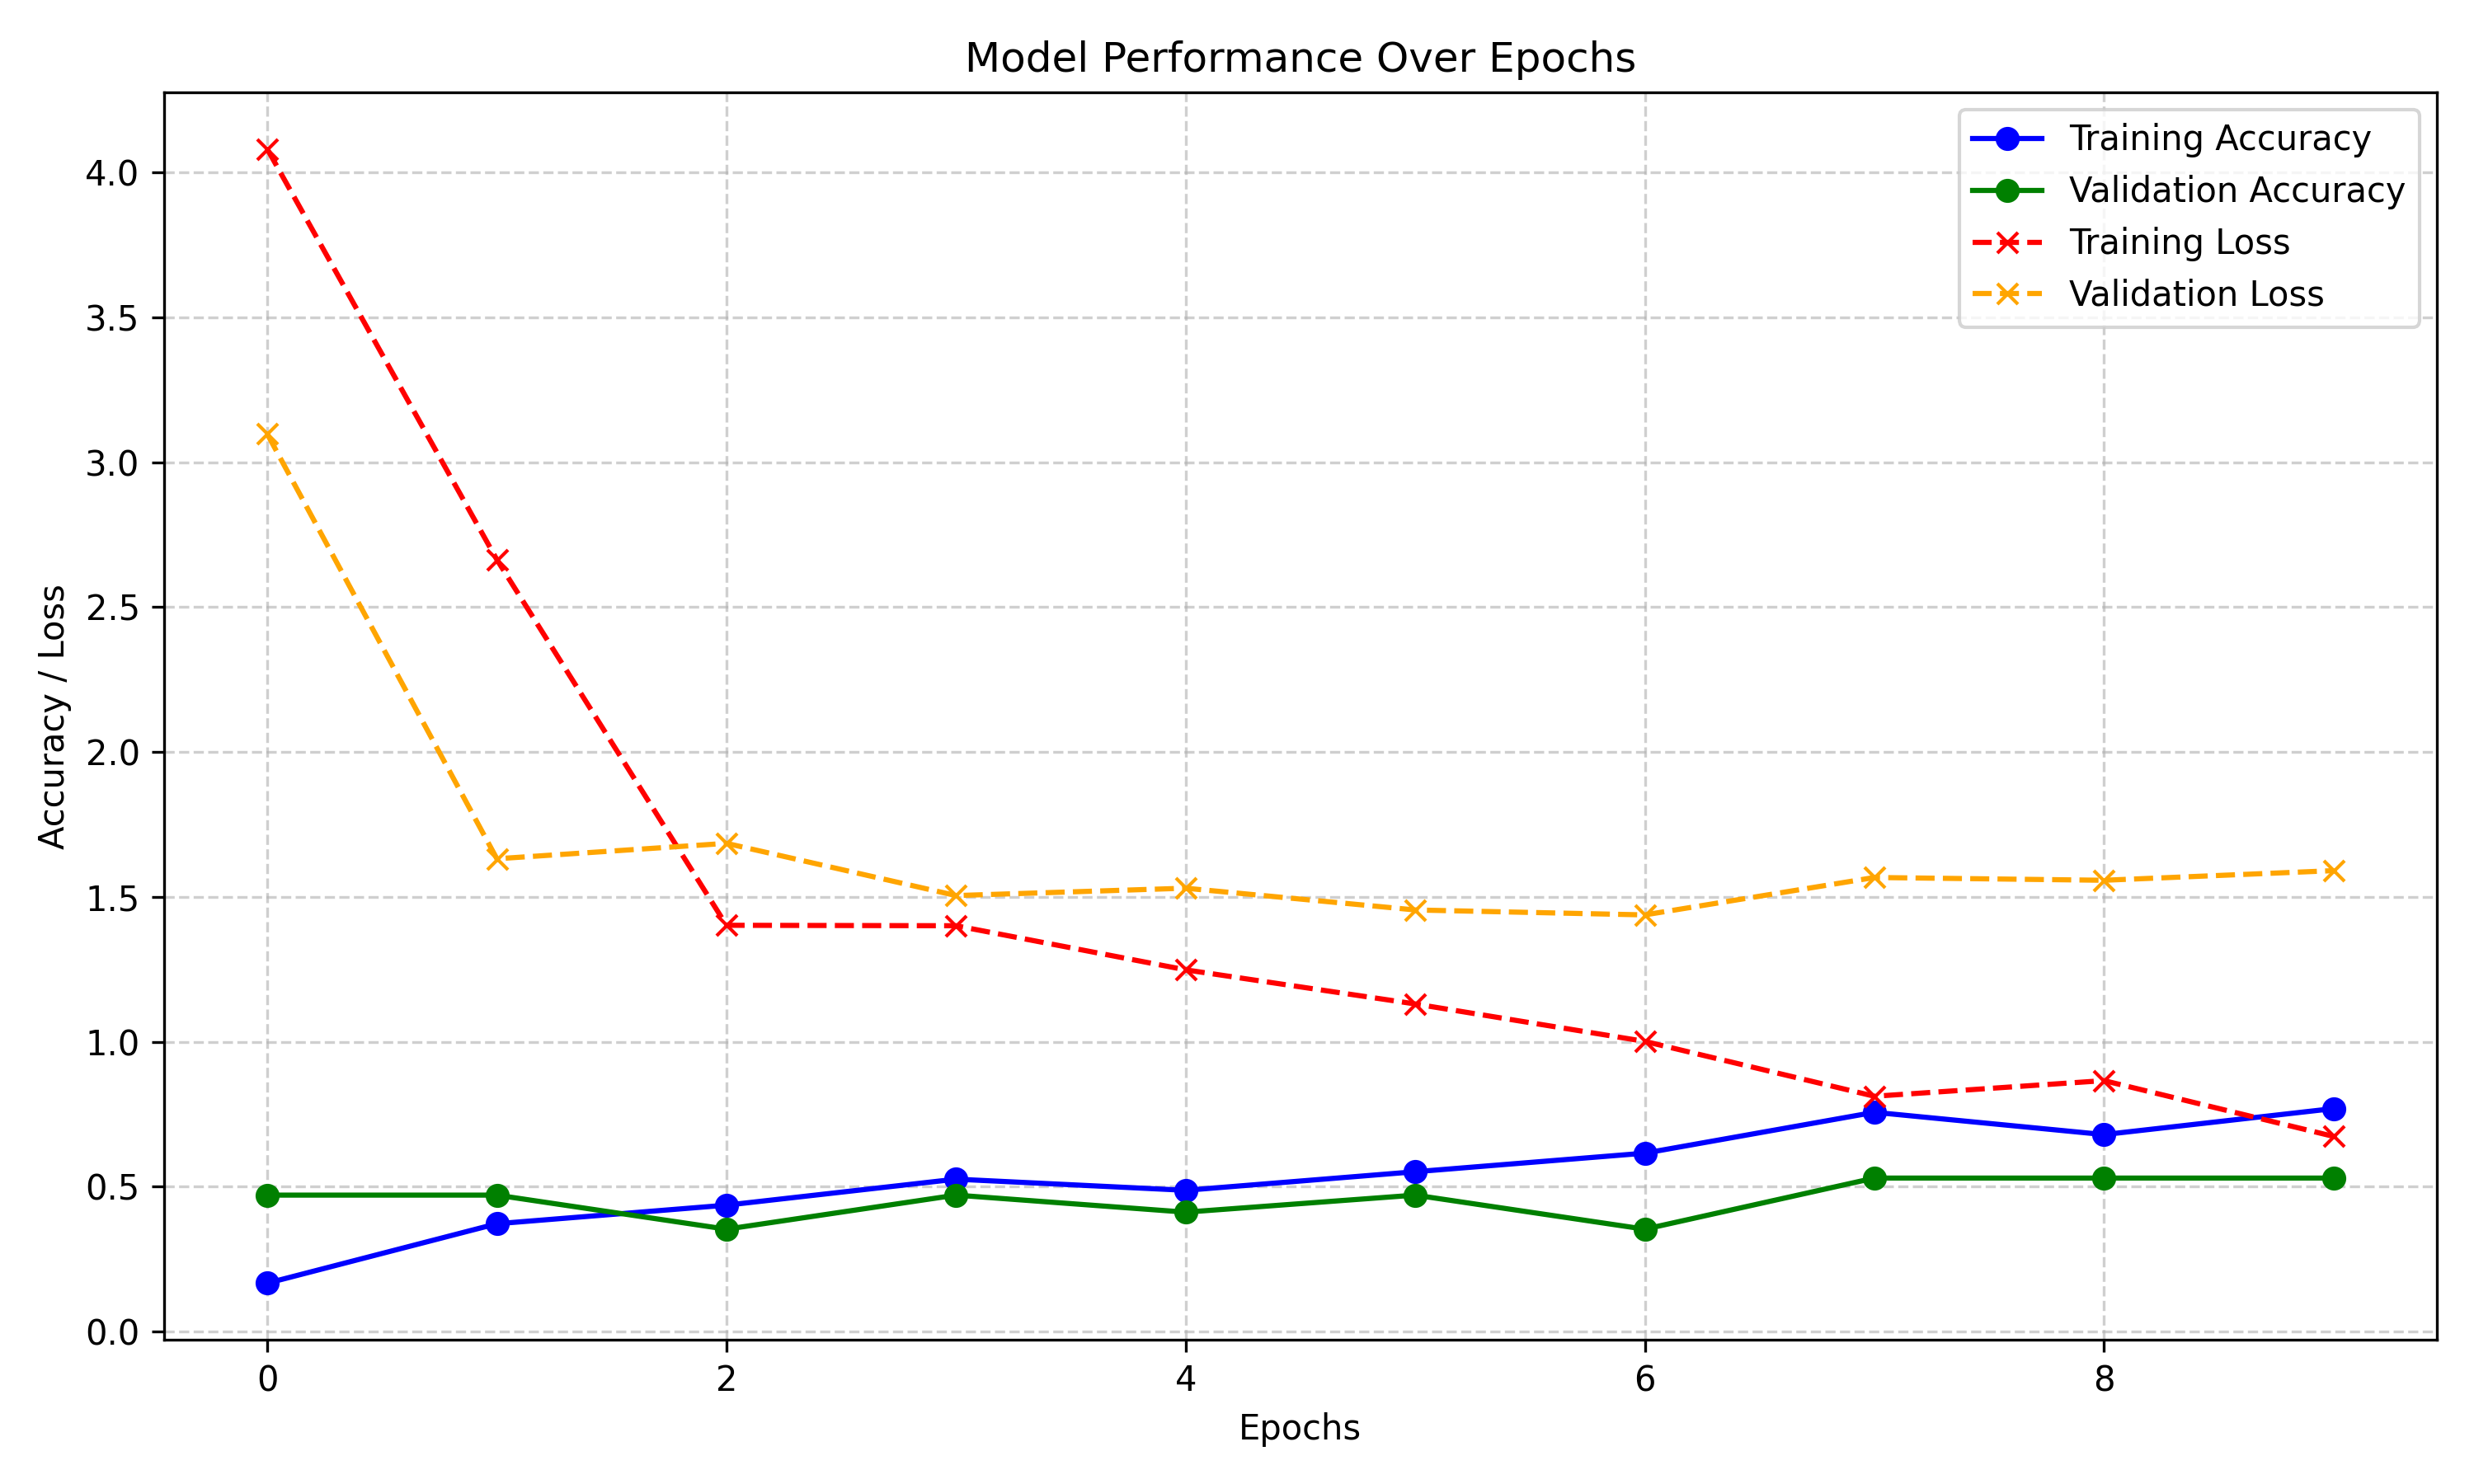 Model Performance Over Epochs
Training Accuracy
Validation Accuracy
Training Loss
Validation Loss
Accuracy / Loss
4.0
3.5
3.0
2.5
2.0
1.5
1.0
0.5
0.0
0 2 4 6 8
Epochs